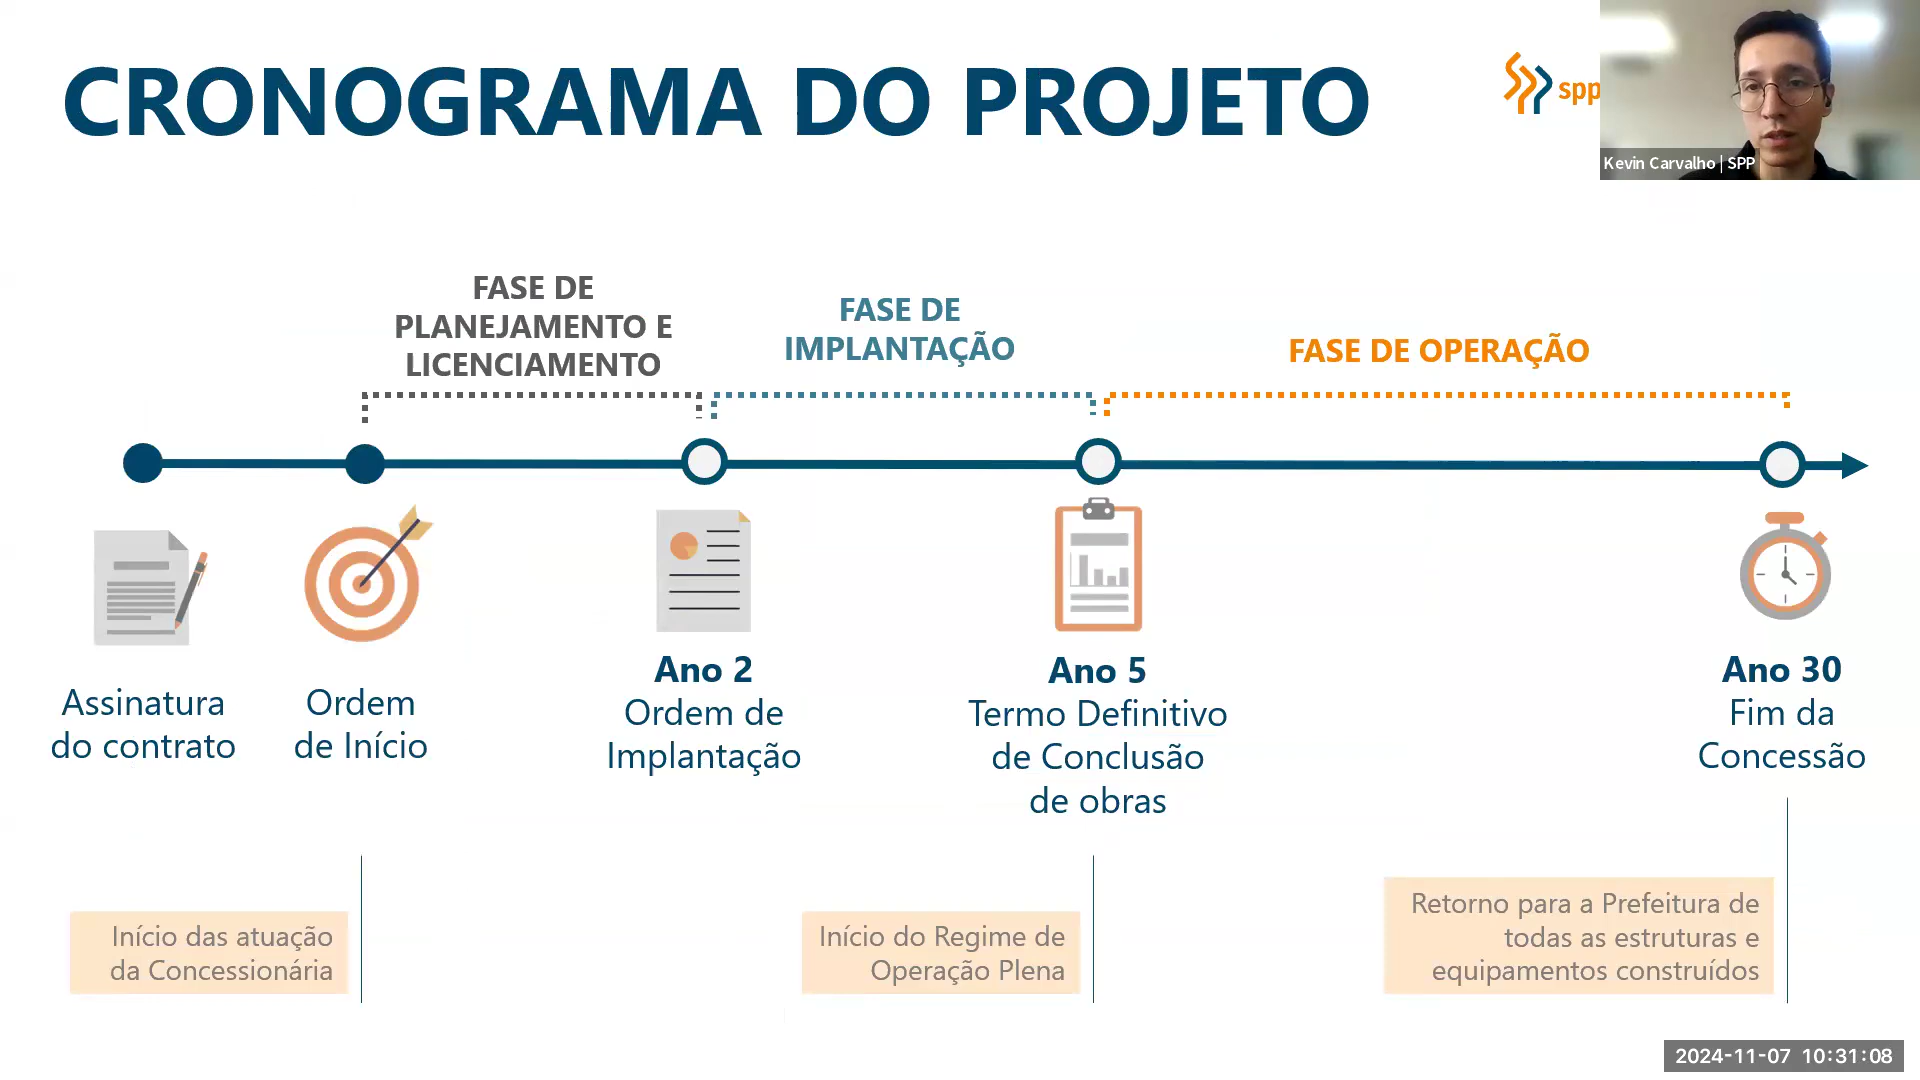 CRONOGRAMA DO PROJETO
spp
Kevin Carvalho | SPP
FASE DE
PLANEJAMENTO E
LICENCIAMENTO
FASE DE
IMPLANTAÇÃO
FASE DE OPERAÇÃO
Assinatura
do contrato
Ordem
de Início
Ano 2
Ordem de
Implantação
Ano 5
Termo Definitivo
de Conclusão
de obras
Ano 30
Fim da
Concessão
Início das atuação
da Concessionária
Início do Regime de
Operação Plena
Retorno para a Prefeitura de
todas as estruturas e
equipamentos construídos
2024-11-07 10:31:08